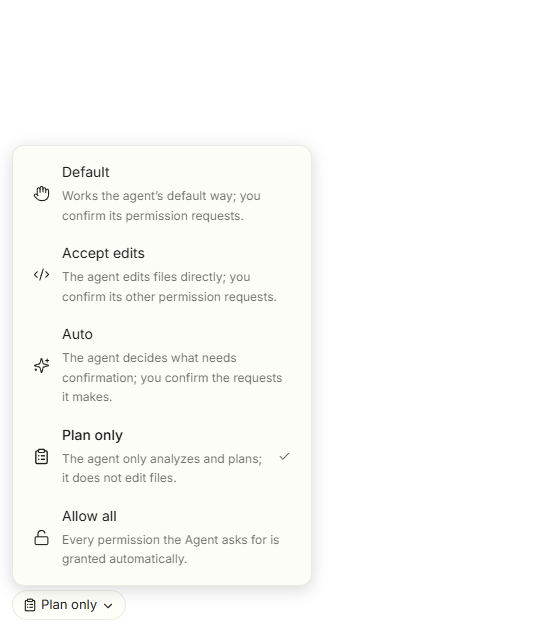 Default
Works the agent’s default way; you
confirm its permission requests.
Accept edits
The agent edits files directly; you
confirm its other permission requests.
Auto
The agent decides what needs
confirmation; you confirm the requests
it makes.
Plan only
The agent only analyzes and plans;
it does not edit files.
Allow all
Every permission the Agent asks for is
granted automatically.
Plan only